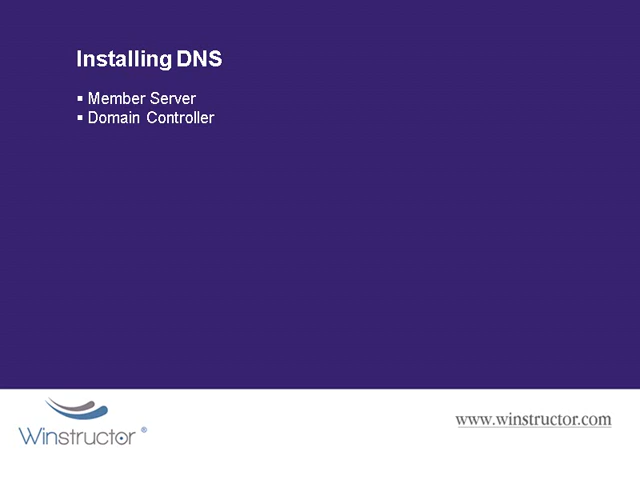 Installing DNS
▪ Member Server
▪ Domain Controller
Winstructor ®
www.winstructor.com